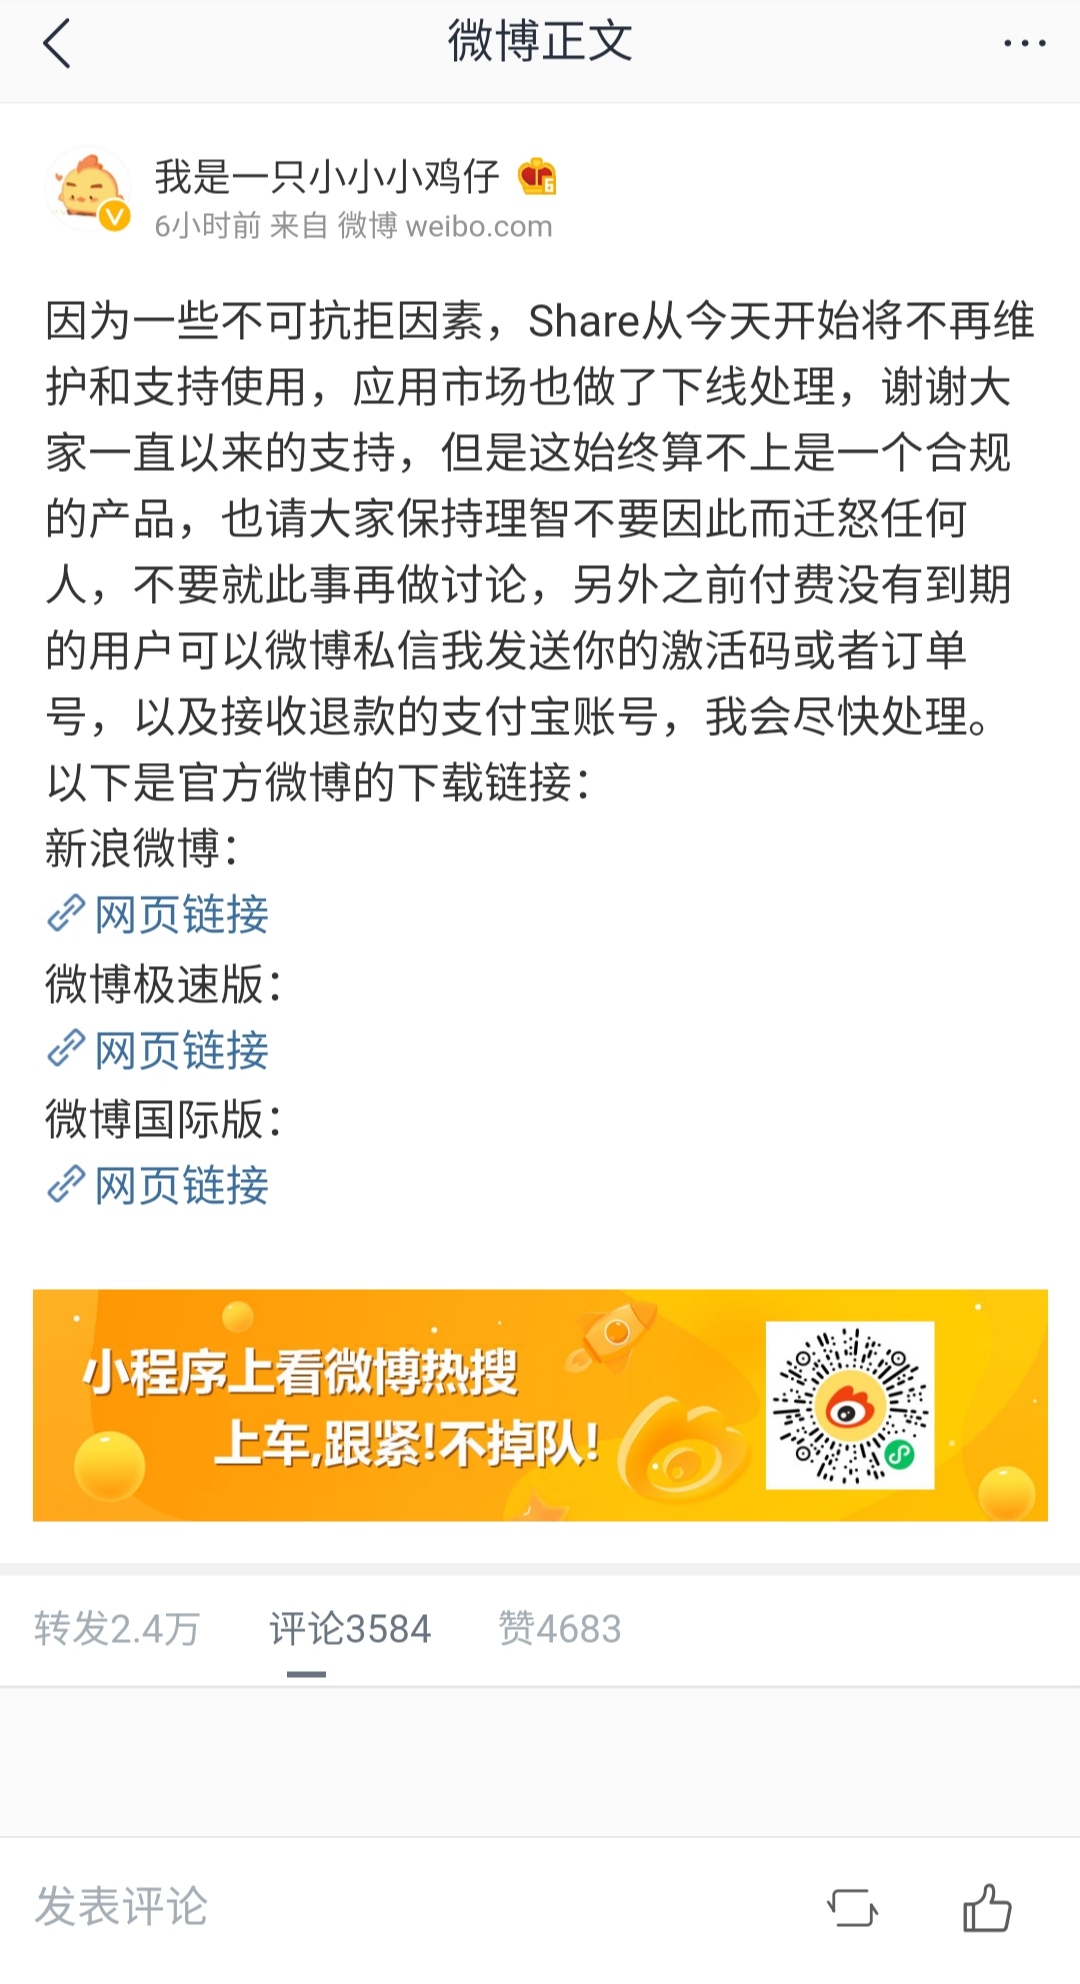 微博正文
我是一只小小小鸡仔
6
V
6小时前 来自 微博 weibo.com
因为一些不可抗拒因素，Share从今天开始将不再维
护和支持使用，应用市场也做了下线处理，谢谢大
家一直以来的支持，但是这始终算不上是一个合规
的产品，也请大家保持理智不要因此而迁怒任何
人，不要就此事再做讨论，另外之前付费没有到期
的用户可以微博私信我发送你的激活码或者订单
号，以及接收退款的支付宝账号，我会尽快处理。
以下是官方微博的下载链接：
新浪微博：
网页链接
微博极速版：
网页链接
微博国际版：
网页链接
小程序上看微博热搜
上车,跟紧!不掉队!
转发2.4万 评论3584 赞4683
发表评论